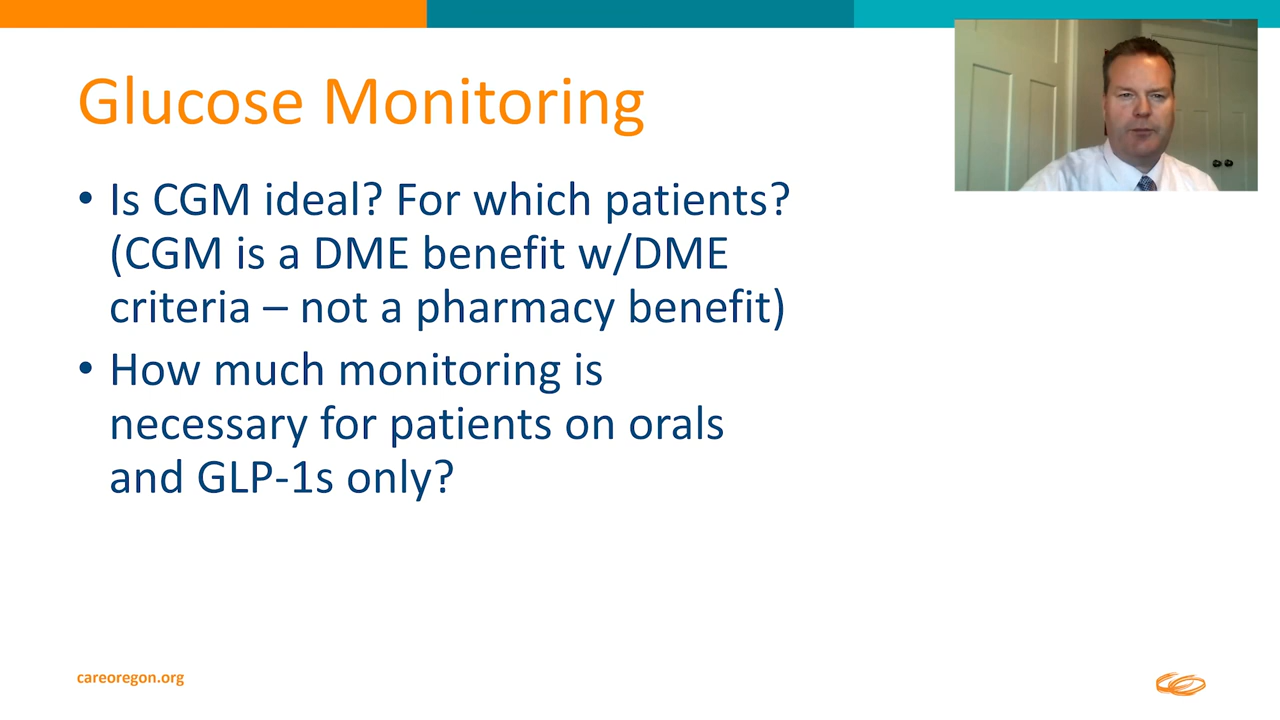 Glucose Monitoring
• Is CGM ideal? For which patients?
(CGM is a DME benefit w/DME
criteria – not a pharmacy benefit)
• How much monitoring is
necessary for patients on orals
and GLP-1s only?
careoregon.org